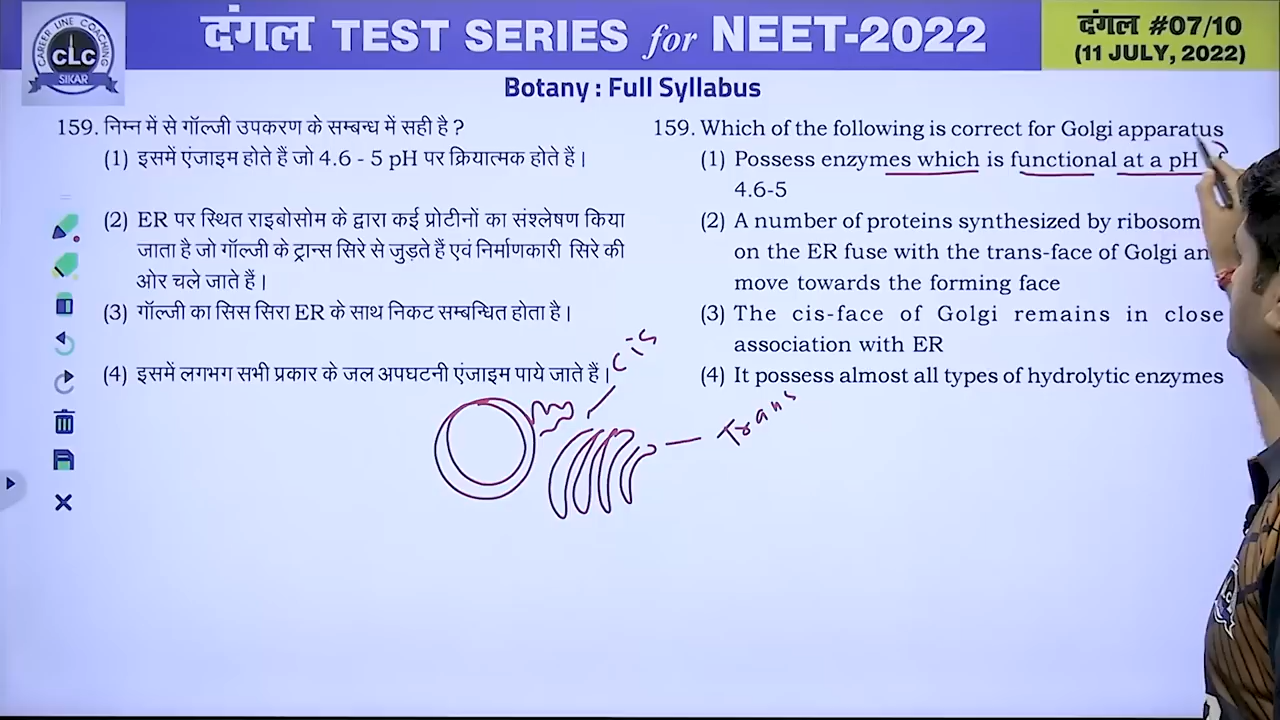 CAREER LINE COACHING
CLC
SIKAR
दंगल TEST SERIES for NEET-2022
दंगल #07/10
(11 JULY, 2022)
Botany : Full Syllabus
159. निम्न में से गॉल्जी उपकरण के सम्बन्ध में सही है ?
(1) इसमें एंजाइम होते हैं जो 4.6 - 5 pH पर क्रियात्मक होते हैं।
(2) ER पर स्थित राइबोसोम के द्वारा कई प्रोटीनों का संश्लेषण किया
जाता है जो गॉल्जी के ट्रान्स सिरे से जुड़ते हैं एवं निर्माणकारी सिरे की
ओर चले जाते हैं।
(3) गॉल्जी का सिस सिरा ER के साथ निकट सम्बन्धित होता है।
(4) इसमें लगभग सभी प्रकार के जल अपघटनी एंजाइम पाये जाते हैं।
159. Which of the following is correct for Golgi apparatus
(1) Possess enzymes which is functional at a pH
4.6-5
(2) A number of proteins synthesized by ribosom
on the ER fuse with the trans-face of Golgi an
move towards the forming face
(3) The cis-face of Golgi remains in close
association with ER
(4) It possess almost all types of hydrolytic enzymes
cis
Trans